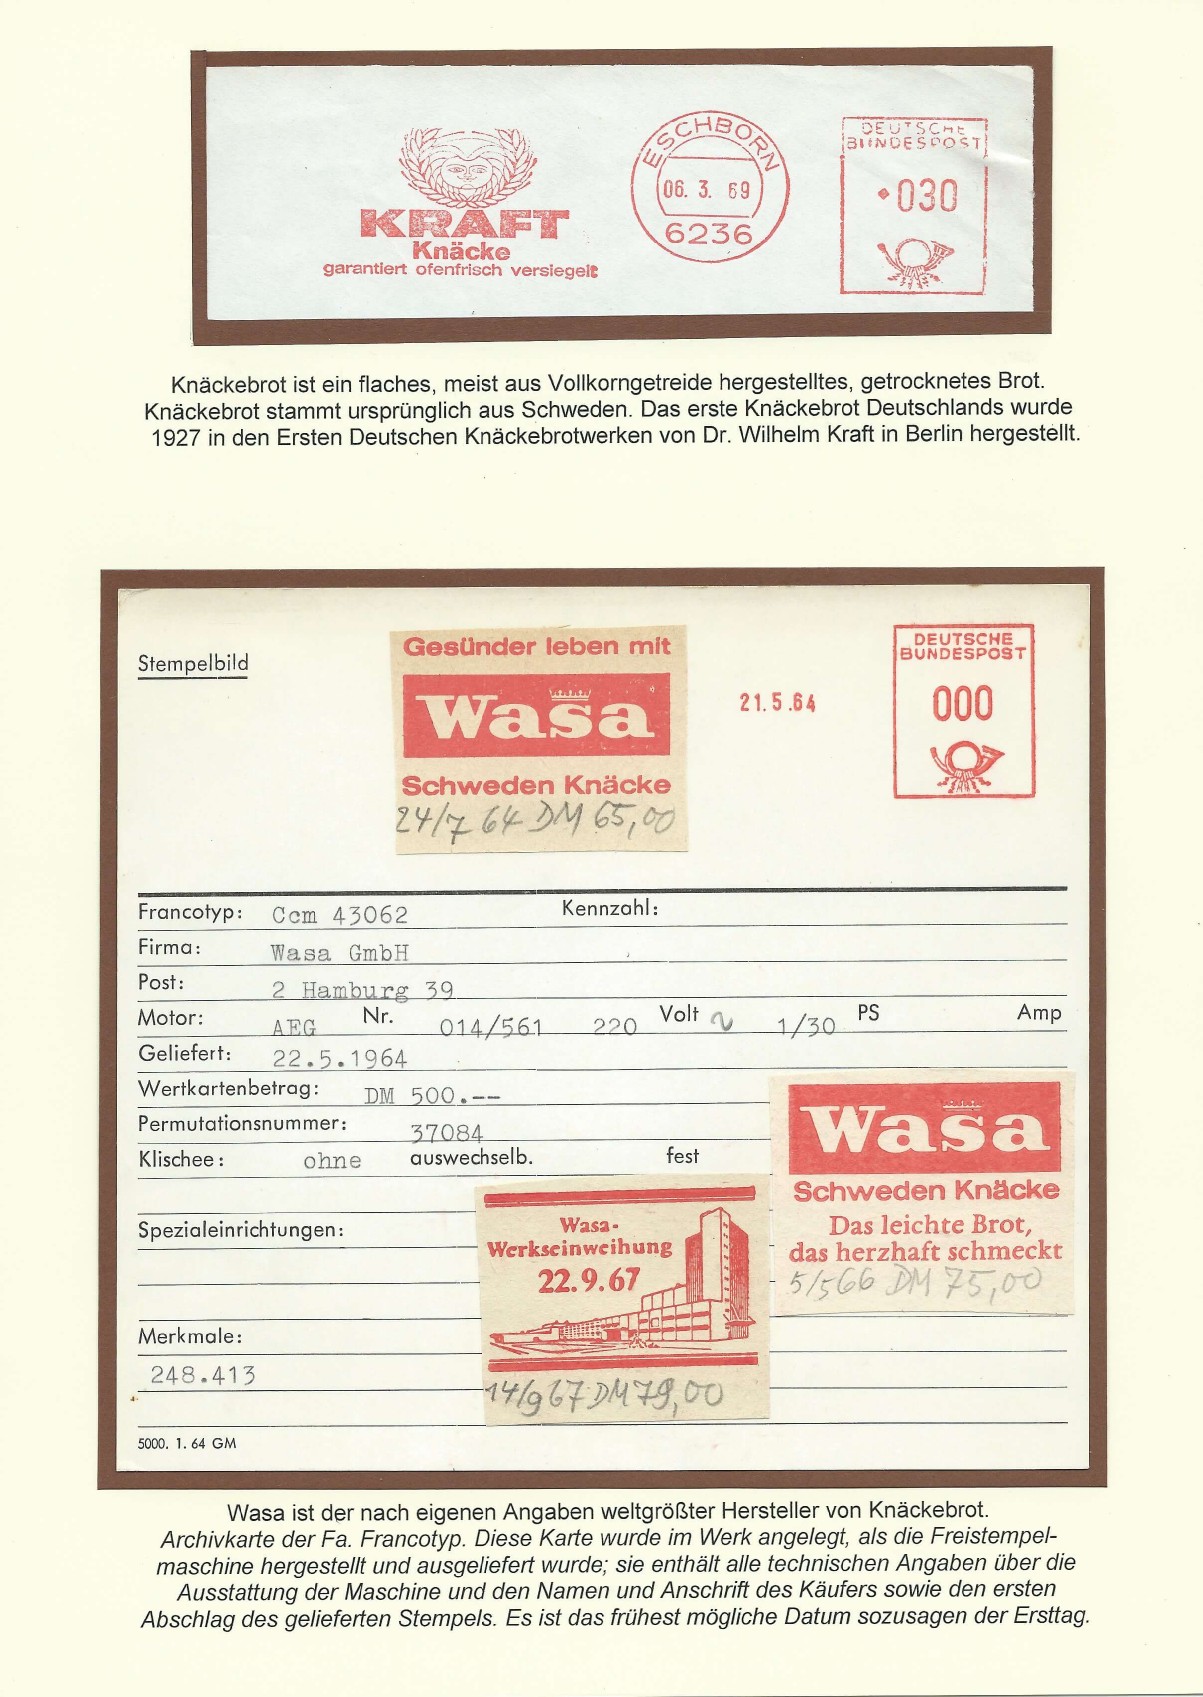 KRAFT
Knäcke
garantiert ofenfrisch versiegelt
ESCHBORN
06. 3. 69
6236
DEUTSCHE
BUNDESPOST
030
Knäckebrot ist ein flaches, meist aus Vollkorngetreide hergestelltes, getrocknetes Brot.
Knäckebrot stammt ursprünglich aus Schweden. Das erste Knäckebrot Deutschlands wurde
1927 in den Ersten Deutschen Knäckebrotwerken von Dr. Wilhelm Kraft in Berlin hergestellt.
Stempelbild
Gesünder leben mit
Wasa
Schweden Knäcke
24/7 64 DM 65,00
21.5.64
DEUTSCHE
BUNDESPOST
000
Francotyp: Ccm 43062 Kennzahl:
Firma: Wasa GmbH
Post: 2 Hamburg 39
Motor: AEG Nr. 014/561 220 Volt ~ 1/30 PS Amp
Geliefert: 22.5.1964
Wertkartenbetrag: DM 500.--
Permutationsnummer: 37084
Klischee: ohne auswechselb. fest
Spezialeinrichtungen:
Merkmale:
248.413
5000. 1. 64 GM
Wasa
Schweden Knäcke
Das leichte Brot,
das herzhaft schmeckt
5/5 66 DM 75,00
Wasa-
Werkseinweihung
22.9.67
14/9 67 DM 79,00
Wasa ist der nach eigenen Angaben weltgrößter Hersteller von Knäckebrot.
Archivkarte der Fa. Francotyp. Diese Karte wurde im Werk angelegt, als die Freistempel-
maschine hergestellt und ausgeliefert wurde; sie enthält alle technischen Angaben über die
Ausstattung der Maschine und den Namen und Anschrift des Käufers sowie den ersten
Abschlag des gelieferten Stempels. Es ist das frühest mögliche Datum sozusagen der Ersttag.